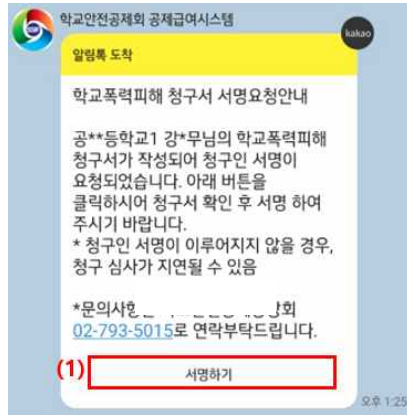 학교안전공제회 공제급여시스템
kakao
알림톡 도착
학교폭력피해 청구서 서명요청안내
공**등학교1 강*무님의 학교폭력피해
청구서가 작성되어 청구인 서명이
요청되었습니다. 아래 버튼을
클릭하시어 청구서 확인 후 서명 하여
주시기 바랍니다.
* 청구인 서명이 이루어지지 않을 경우,
청구 심사가 지연될 수 있음
*문의사항
02-793-5015로 연락부탁드립니다.
(1)
서명하기
오후 1:25